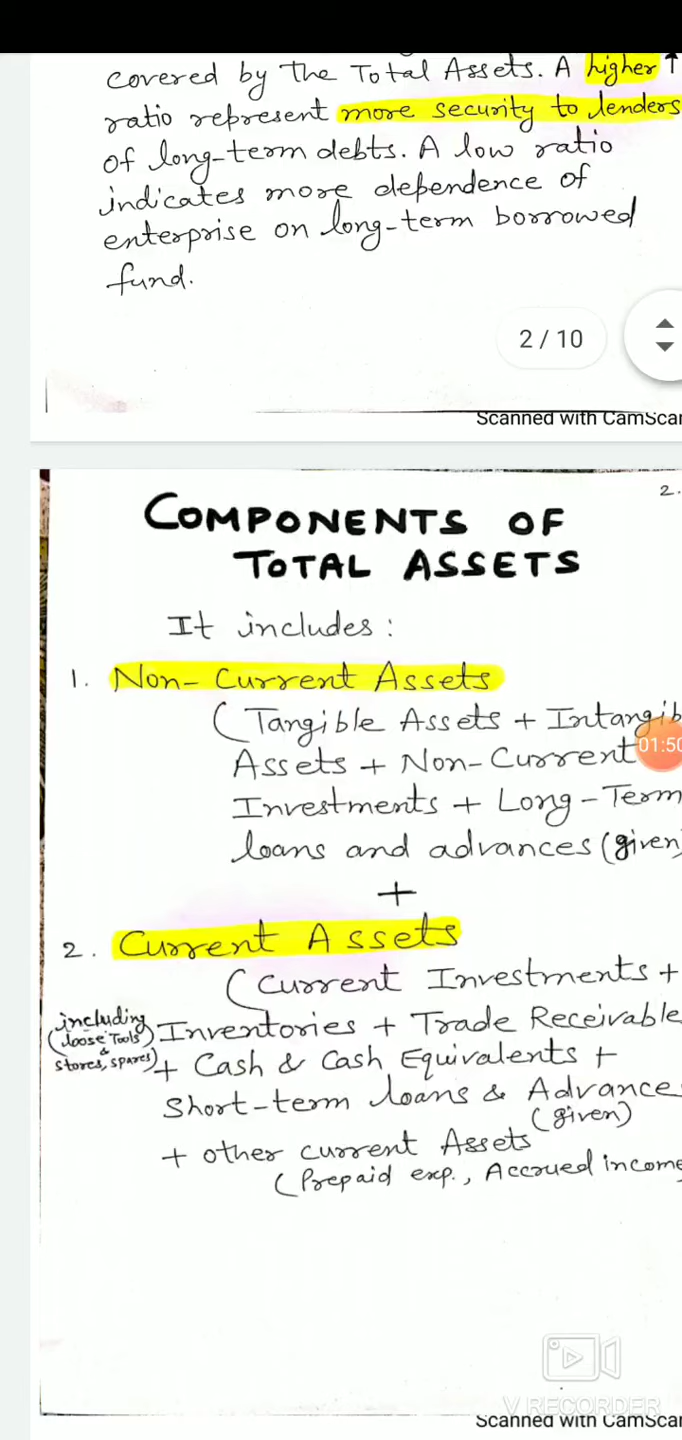 covered by the Total Assets. A higher ↑
ratio represent more security to lenders
of long-term debts. A low ratio
indicates more dependence of
enterprise on long-term borrowed
fund.
2 / 10
Scanned with CamScan
2.
COMPONENTS OF
TOTAL ASSETS
It includes :
1. Non-Current Assets
(Tangible Assets + Intangib
Assets + Non-Current
01:50
Investments + Long-Term
loans and advances (given)
+
2. Current Assets
(Current Investments +
including
(loose Tools)
&
stores, spares)
Inventories + Trade Receivable
+ Cash & Cash Equivalents +
Short-term loans & Advance
(given)
+ other current Assets
(Prepaid exp., Accrued income
V RECORDER
Scanned with CamScan